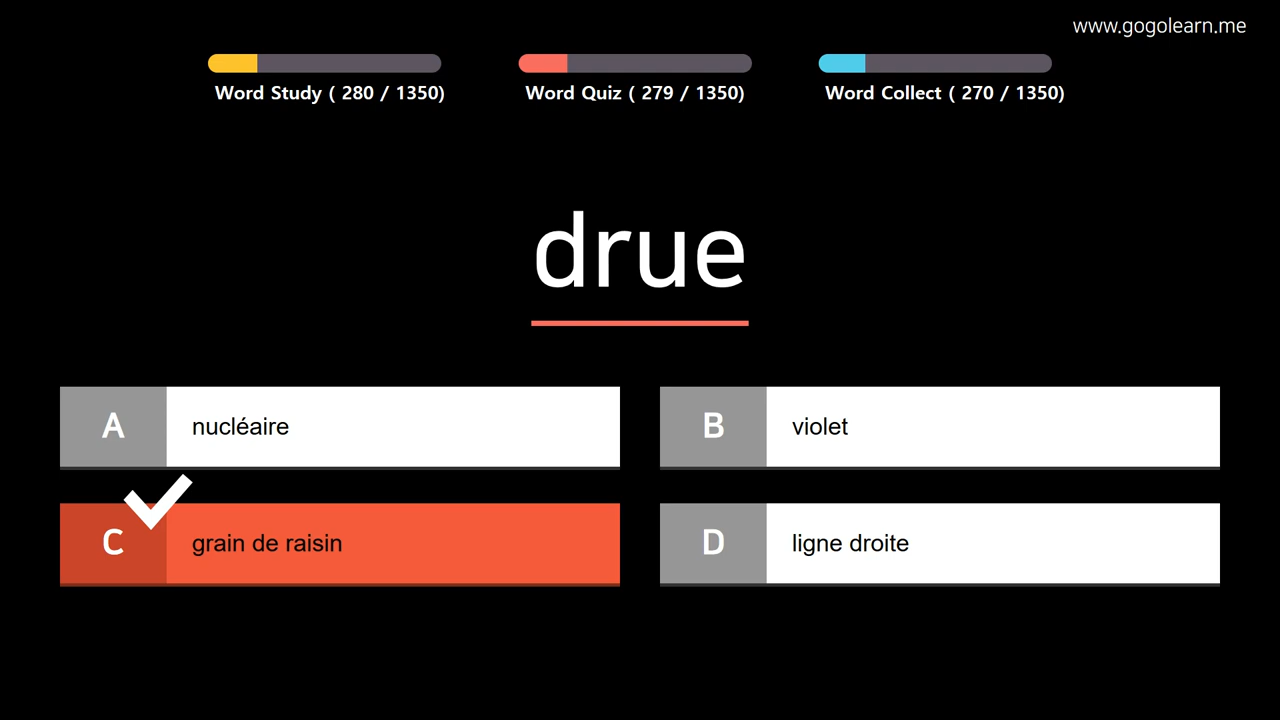 www.gogolearn.me
Word Study ( 280 / 1350)
Word Quiz ( 279 / 1350)
Word Collect ( 270 / 1350)
drue
A nucléaire
B violet
C grain de raisin
D ligne droite